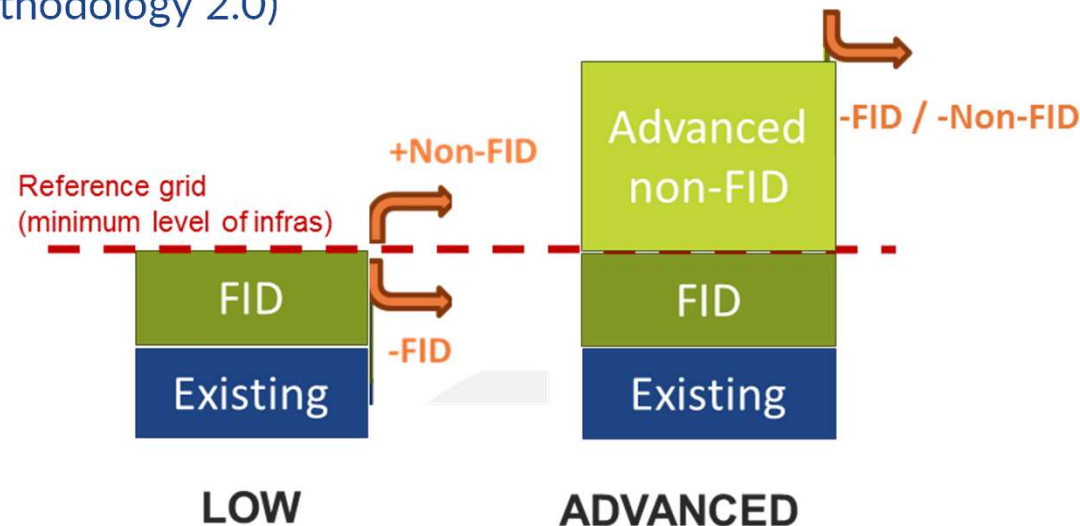 thodology 2.0)
+Non-FID
-FID / -Non-FID
Reference grid
(minimum level of infras)
Advanced
non-FID
FID
FID
-FID
Existing
Existing
LOW
ADVANCED